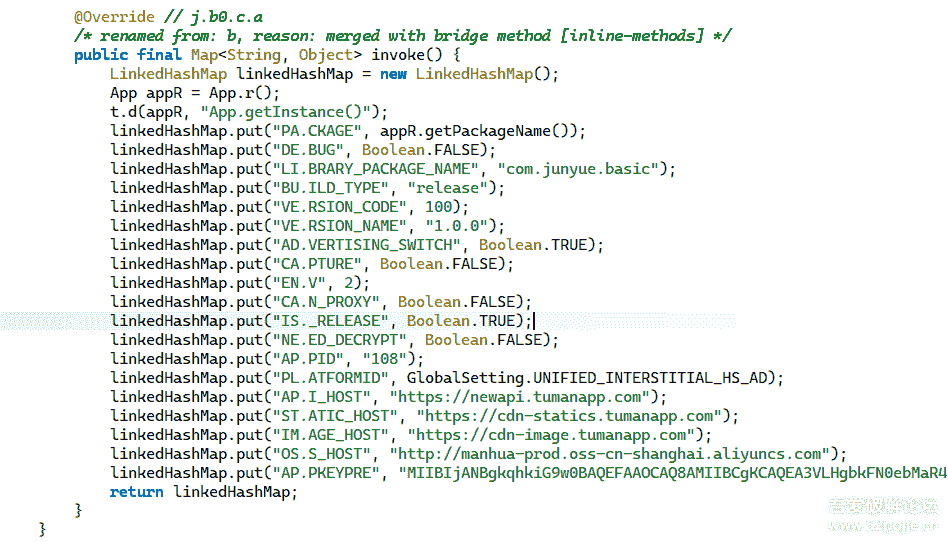 @Override // j.b0.c.a
/* renamed from: b, reason: merged with bridge method [inline-methods] */
public final Map<String, Object> invoke() {
LinkedHashMap linkedHashMap = new LinkedHashMap();
App appR = App.r();
t.d(appR, "App.getInstance()");
linkedHashMap.put("PA.CKAGE", appR.getPackageName());
linkedHashMap.put("DE.BUG", Boolean.FALSE);
linkedHashMap.put("LI.BRARY_PACKAGE_NAME", "com.junyue.basic");
linkedHashMap.put("BU.ILD_TYPE", "release");
linkedHashMap.put("VE.RSION_CODE", 100);
linkedHashMap.put("VE.RSION_NAME", "1.0.0");
linkedHashMap.put("AD.VERTISING_SWITCH", Boolean.TRUE);
linkedHashMap.put("CA.PTURE", Boolean.FALSE);
linkedHashMap.put("EN.V", 2);
linkedHashMap.put("CA.N_PROXY", Boolean.FALSE);
linkedHashMap.put("IS._RELEASE", Boolean.TRUE);
linkedHashMap.put("NE.ED_DECRYPT", Boolean.FALSE);
linkedHashMap.put("AP.PID", "108");
linkedHashMap.put("PL.ATFORMID", GlobalSetting.UNIFIED_INTERSTITIAL_HS_AD);
linkedHashMap.put("AP.I_HOST", "https://newapi.tumanapp.com");
linkedHashMap.put("ST.ATIC_HOST", "https://cdn-statics.tumanapp.com");
linkedHashMap.put("IM.AGE_HOST", "https://cdn-image.tumanapp.com");
linkedHashMap.put("OS.S_HOST", "http://manhua-prod.oss-cn-shanghai.aliyuncs.com");
linkedHashMap.put("AP.PKEYPRE", "MIIBIjANBgkqhkiG9w0BAQEFAAOCAQ8AMIIBCgKCAQEA3VLHgbkFN0ebMaR4
return linkedHashMap;
}
}